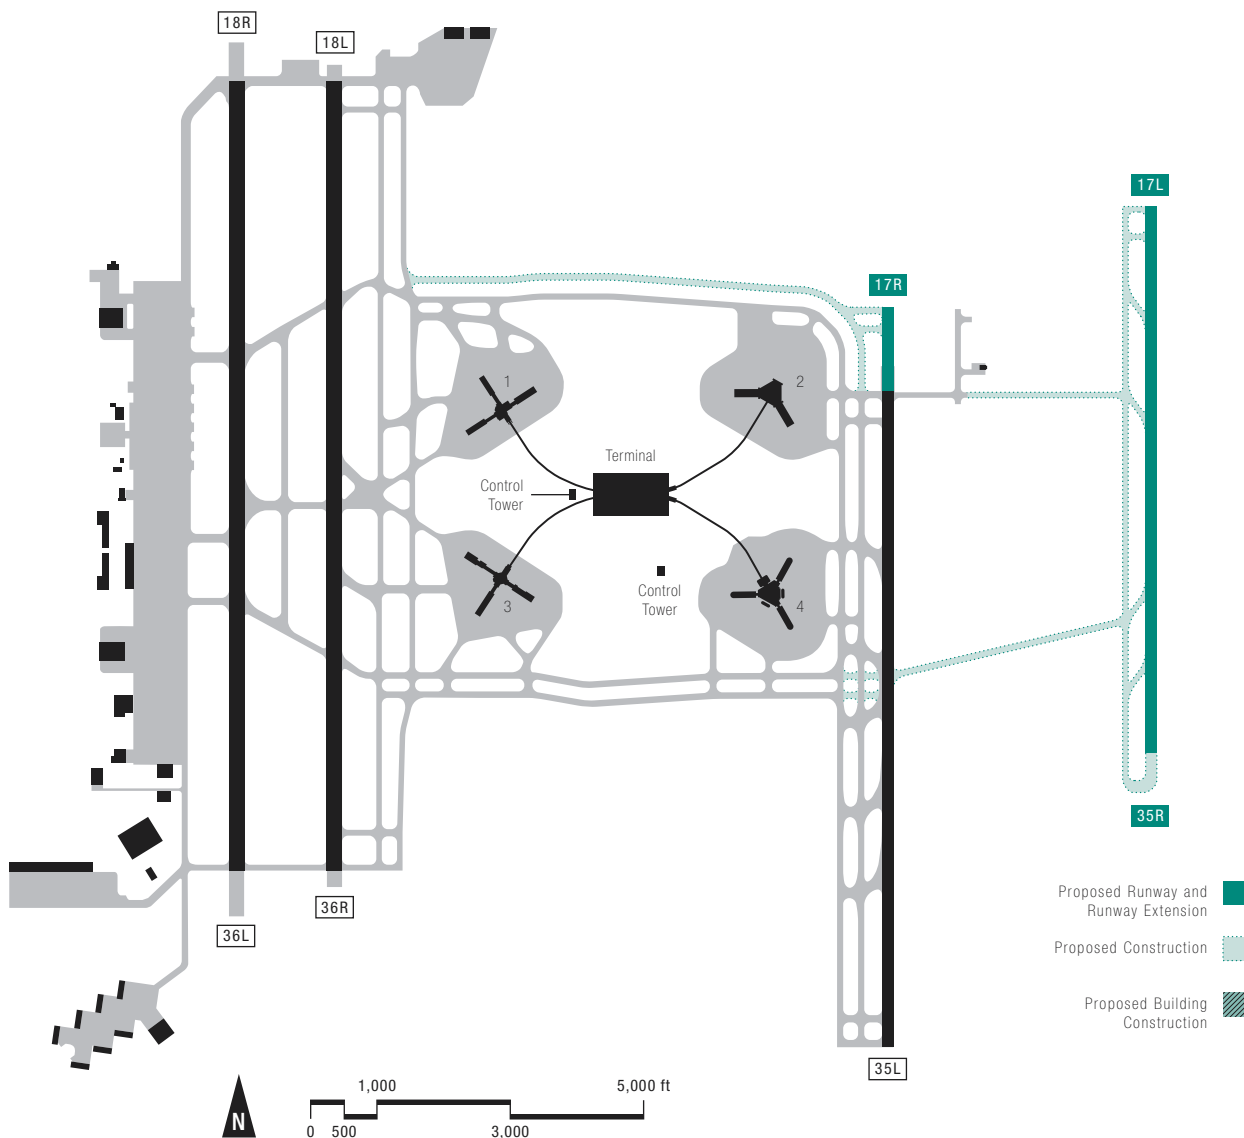 18R
18L
17L
17R
1
2
Terminal
Control
Tower
3
Control
Tower
4
35R
Proposed Runway and
Runway Extension
36R
36L
Proposed Construction
Proposed Building
Construction
35L
N
1,000
5,000 ft
0
500
3,000